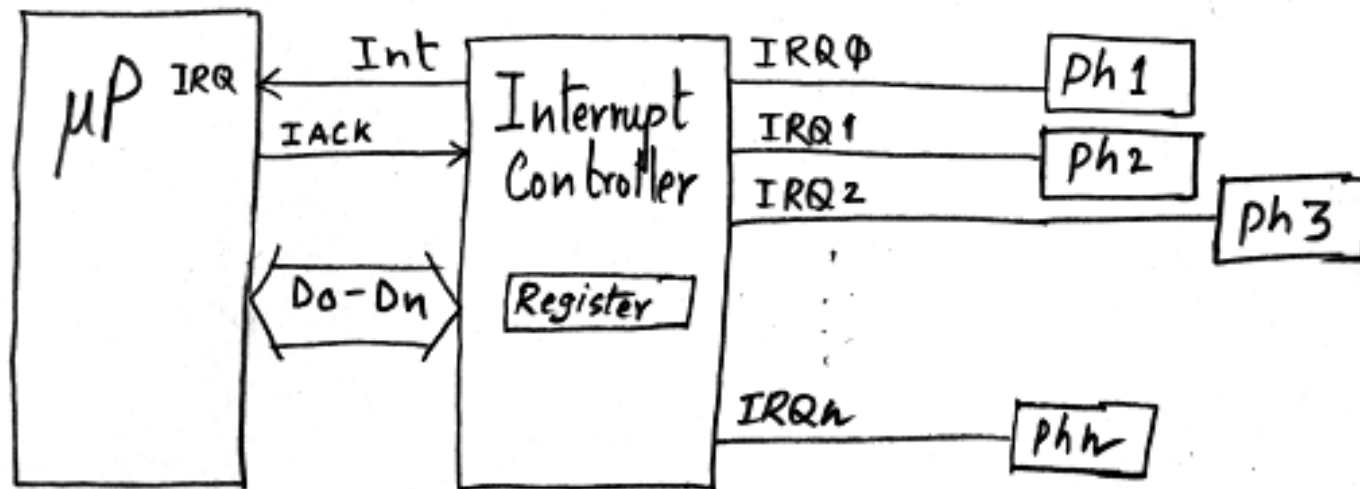 μP
IRQ
Int
IACK
Do-Dn
Interrupt
Controller
Register
IRQϕ
Ph1
IRQ1
Ph2
IRQ2
Ph3
IRQn
Phn